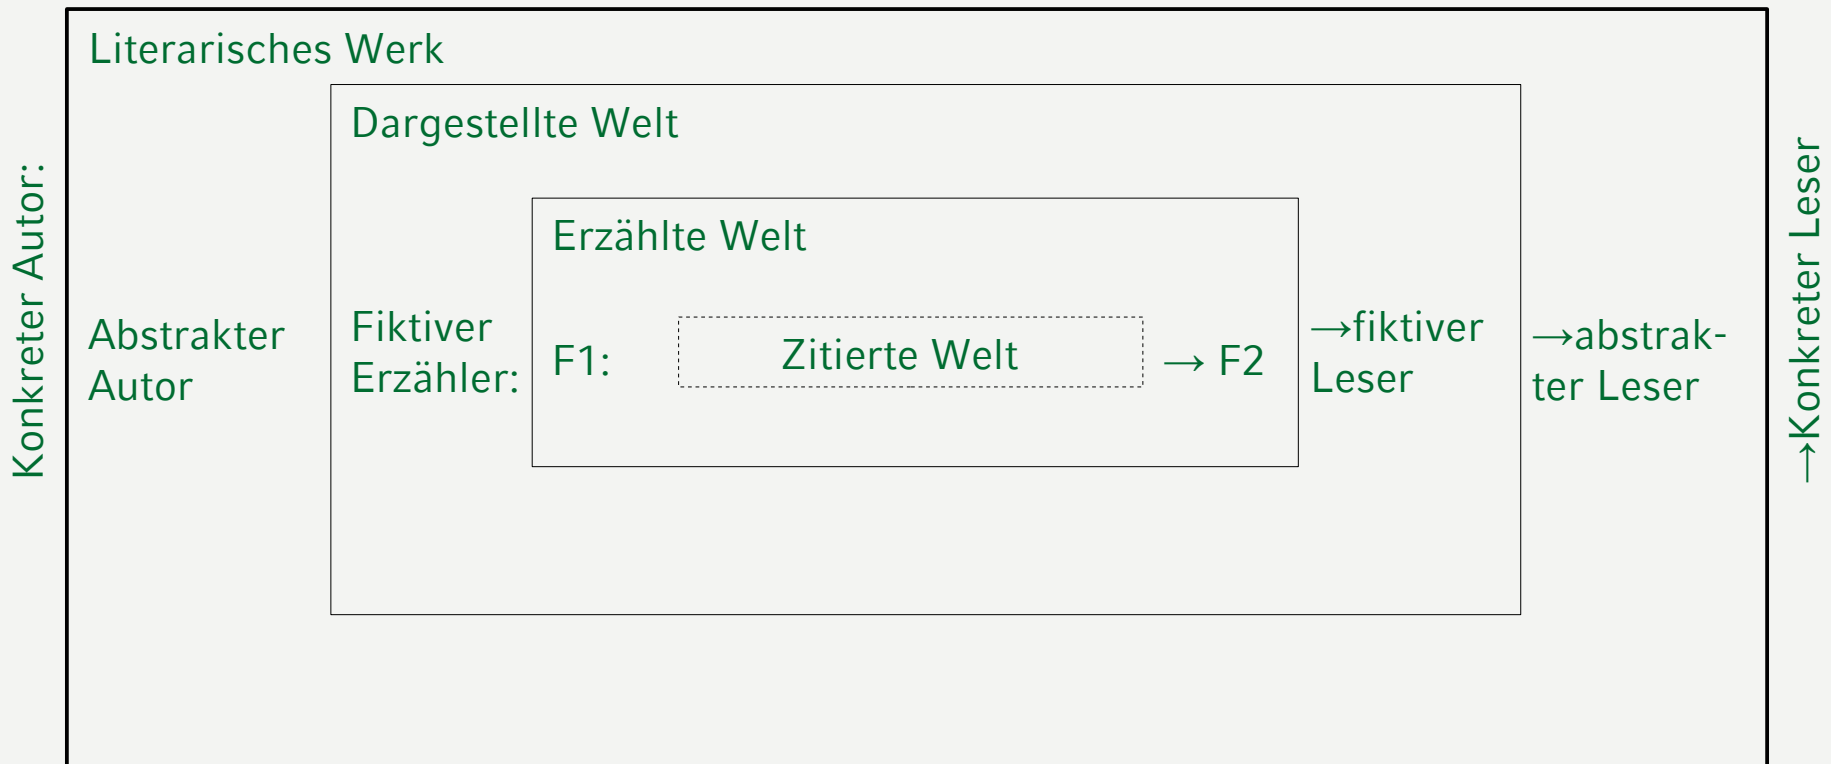 Literarisches Werk
Dargestellte Welt
Erzählte Welt
Konkreter Autor:
Abstrakter
Autor
Fiktiver
Erzähler:
F1:
Zitierte Welt
→ F2
→fiktiver
Leser
→abstrak-
ter Leser
→Konkreter Leser